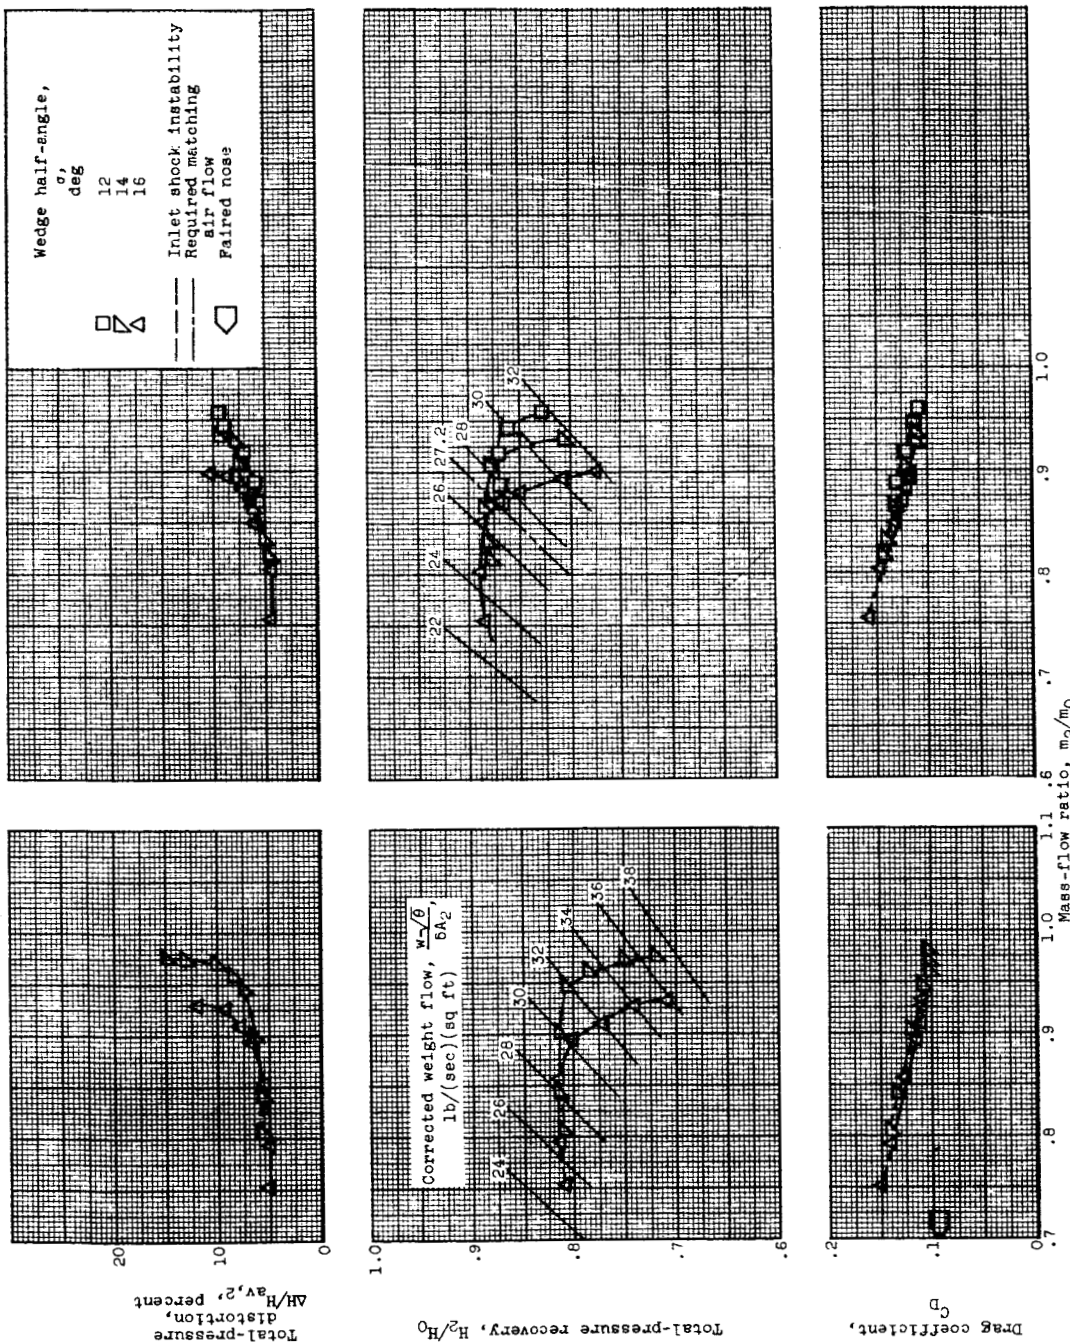 Wedge half-angle,
σ,
deg
12
14
16
Inlet shock instability
Required matching
air flow
Faired nose
Total-pressure
distortion,
ΔH/H av,2, percent
20
10
0
Corrected weight flow, w√θ/δA2,
lb/(sec)(sq ft)
Total-pressure recovery, H2/H0
1.0
.9
.8
.7
.6
24
26
28
30
32
34
36
38
22
24
26
27.2
28
30
32
Drag coefficient,
CD
.2
.1
0
.7
.8
.9
1.0
1.1
.6
.7
.8
.9
1.0
Mass-flow ratio, m2/m0